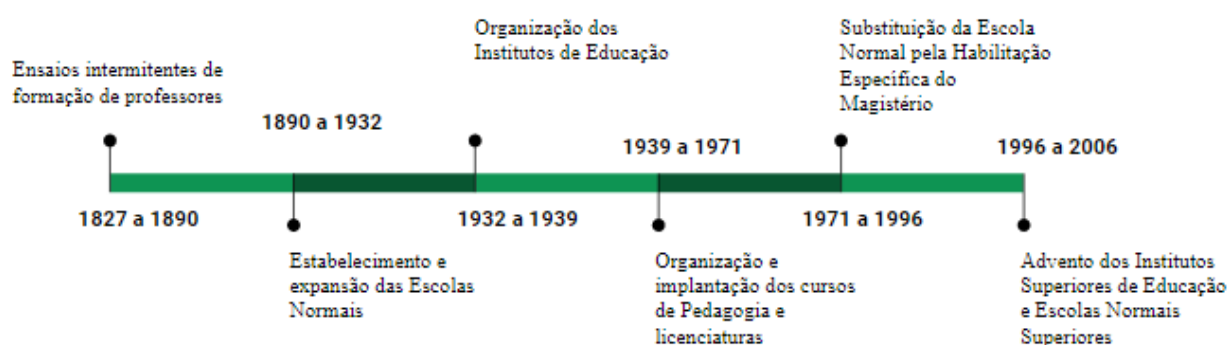 Ensaios intermitentes de
formação de professores
1827 a 1890
1890 a 1932
Estabelecimento e
expansão das Escolas
Normais
Organização dos
Institutos de Educação
1932 a 1939
1939 a 1971
Organização e
implantação dos cursos
de Pedagogia e
licenciaturas
Substituição da Escola
Normal pela Habilitação
Específica do
Magistério
1971 a 1996
1996 a 2006
Advento dos Institutos
Superiores de Educação
e Escolas Normais
Superiores